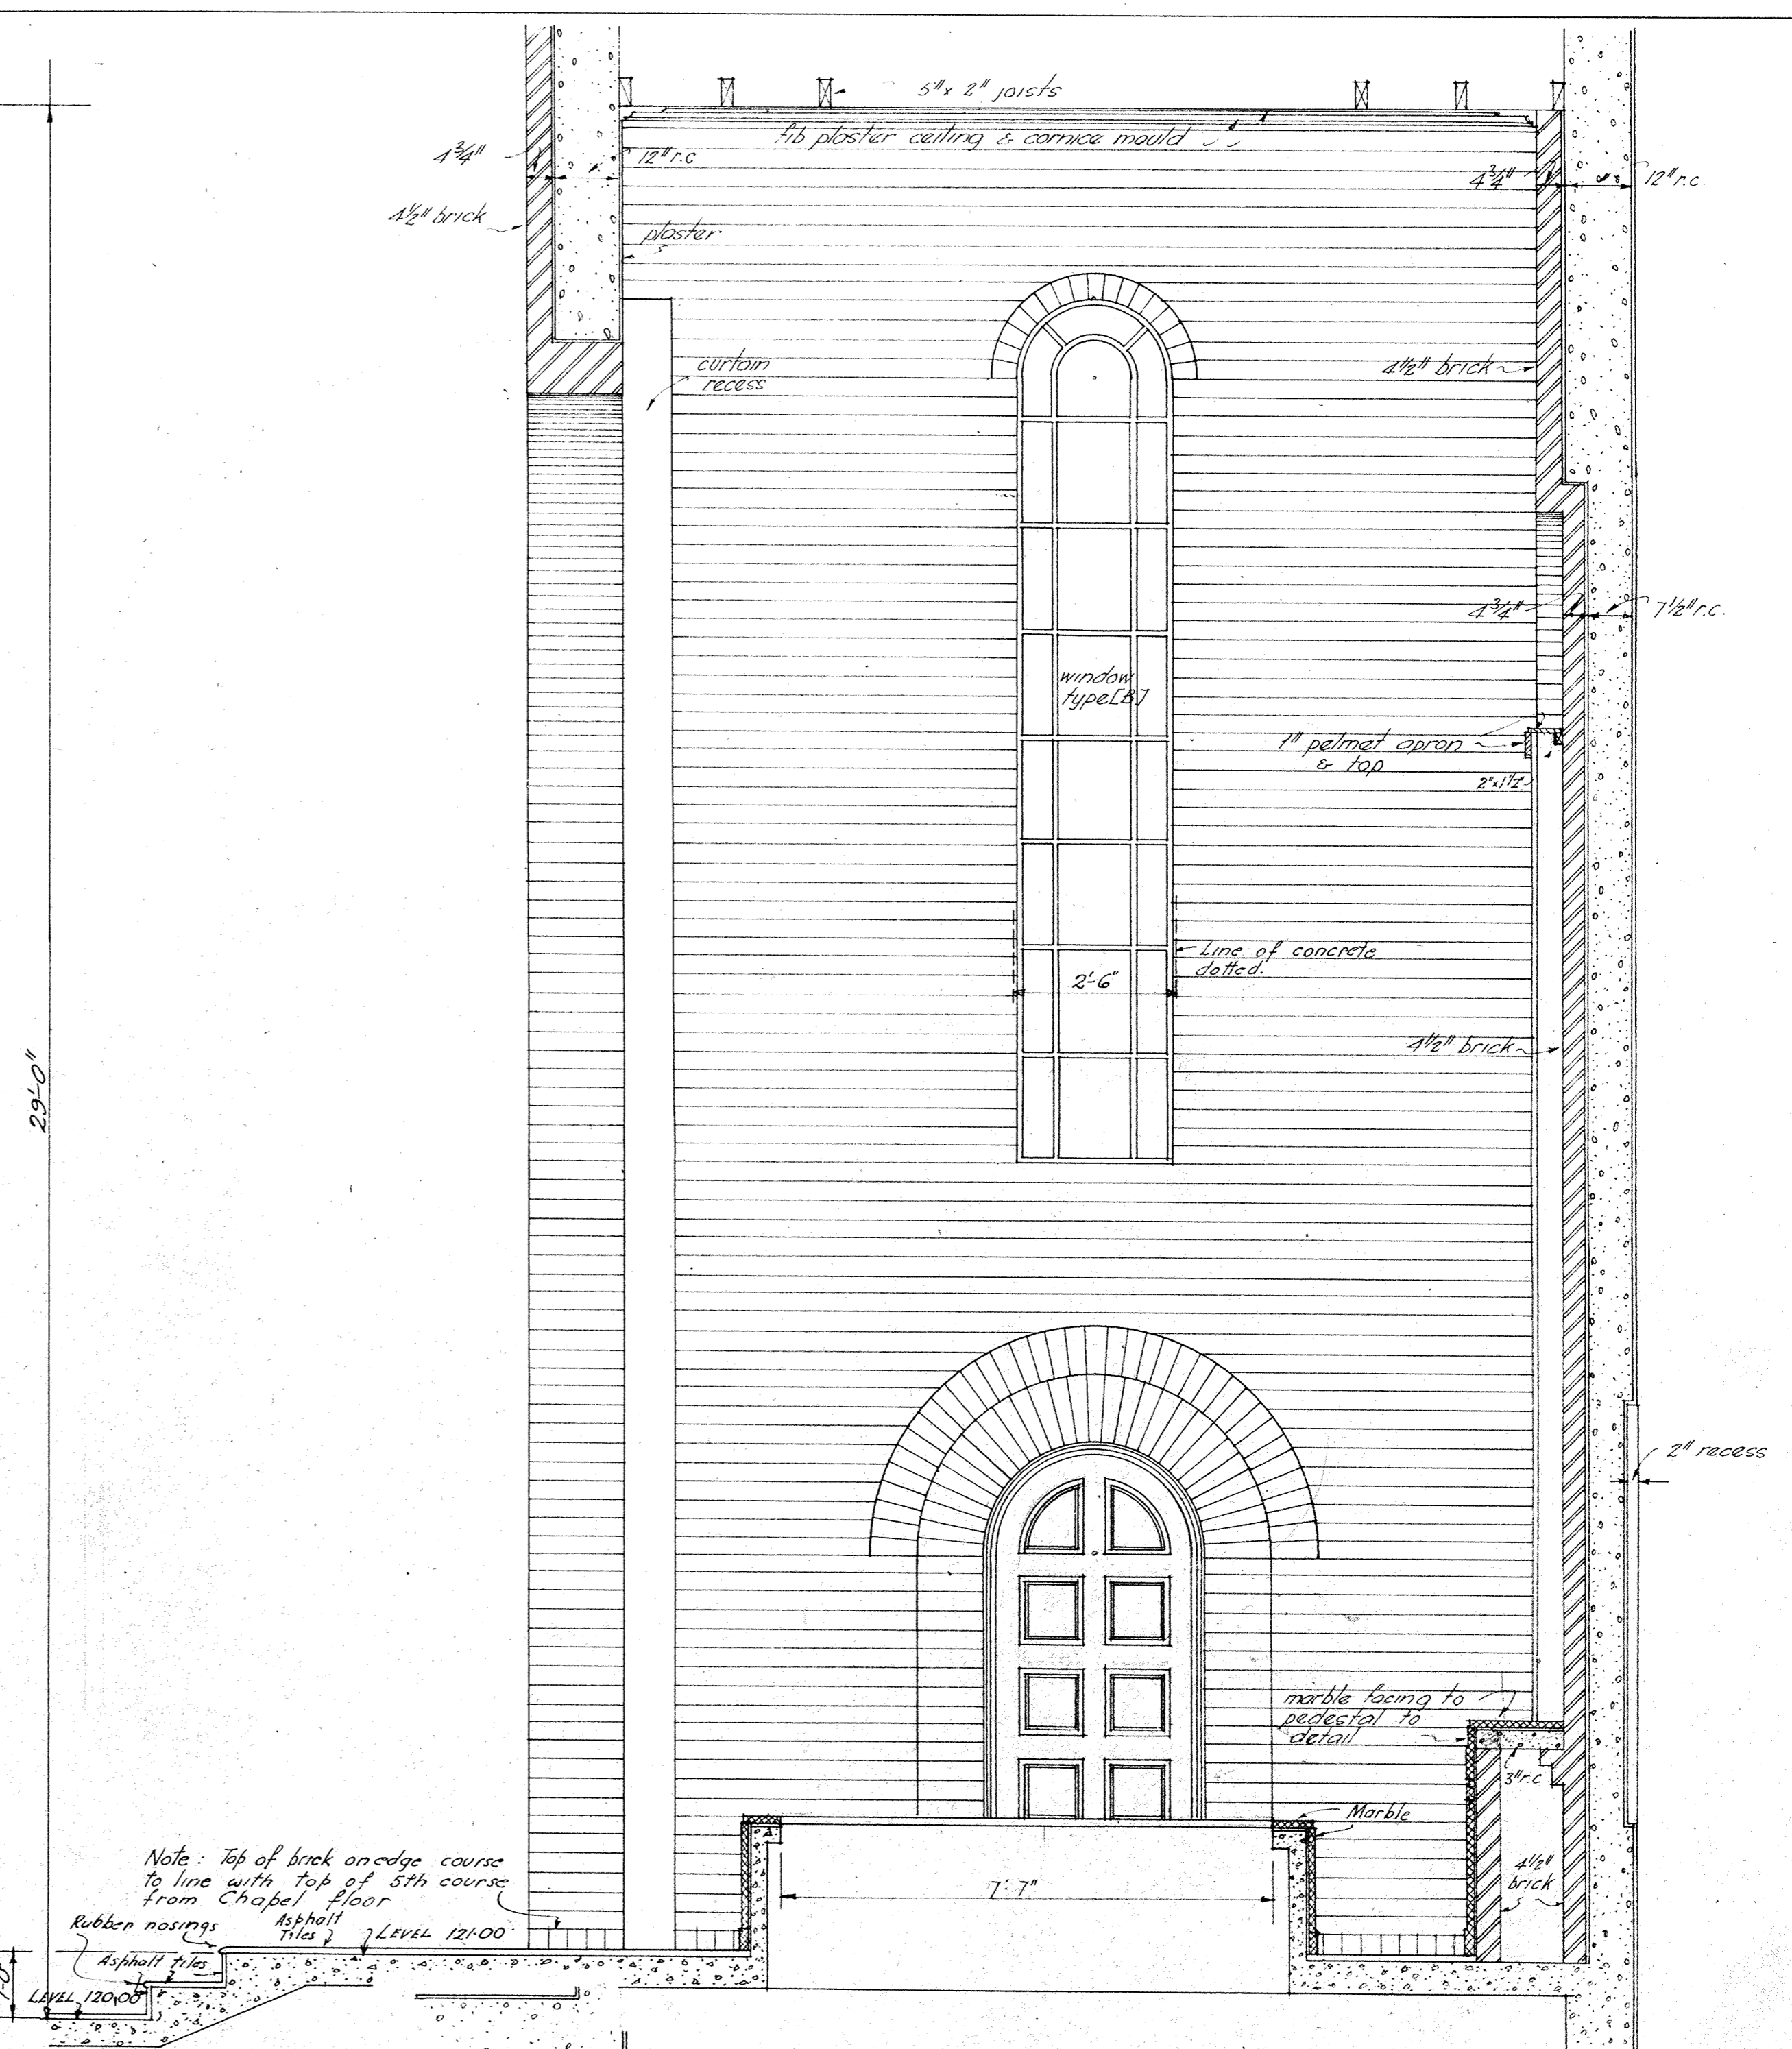 5" x 2" joists
fib plaster ceiling & cornice mould
4¾"
12" r.c
4¾"
12" r.c.
4½" brick
plaster
curtain
recess
4½" brick
4¾"
7½" r.c.
window
type [B]
1" pelmet apron
& top
2"x1½"
Line of concrete
dotted.
2'-6"
4½" brick
29'-0"
2" recess
marble facing to
pedestal to
detail
3" r.c
Marble
4½"
brick
7'-7"
Note : Top of brick on edge course
to line with top of 5th course
from Chapel floor
Rubber nosings
Asphalt
Tiles
LEVEL 121·00
Asphalt tiles
LEVEL 120·00
1'-0"